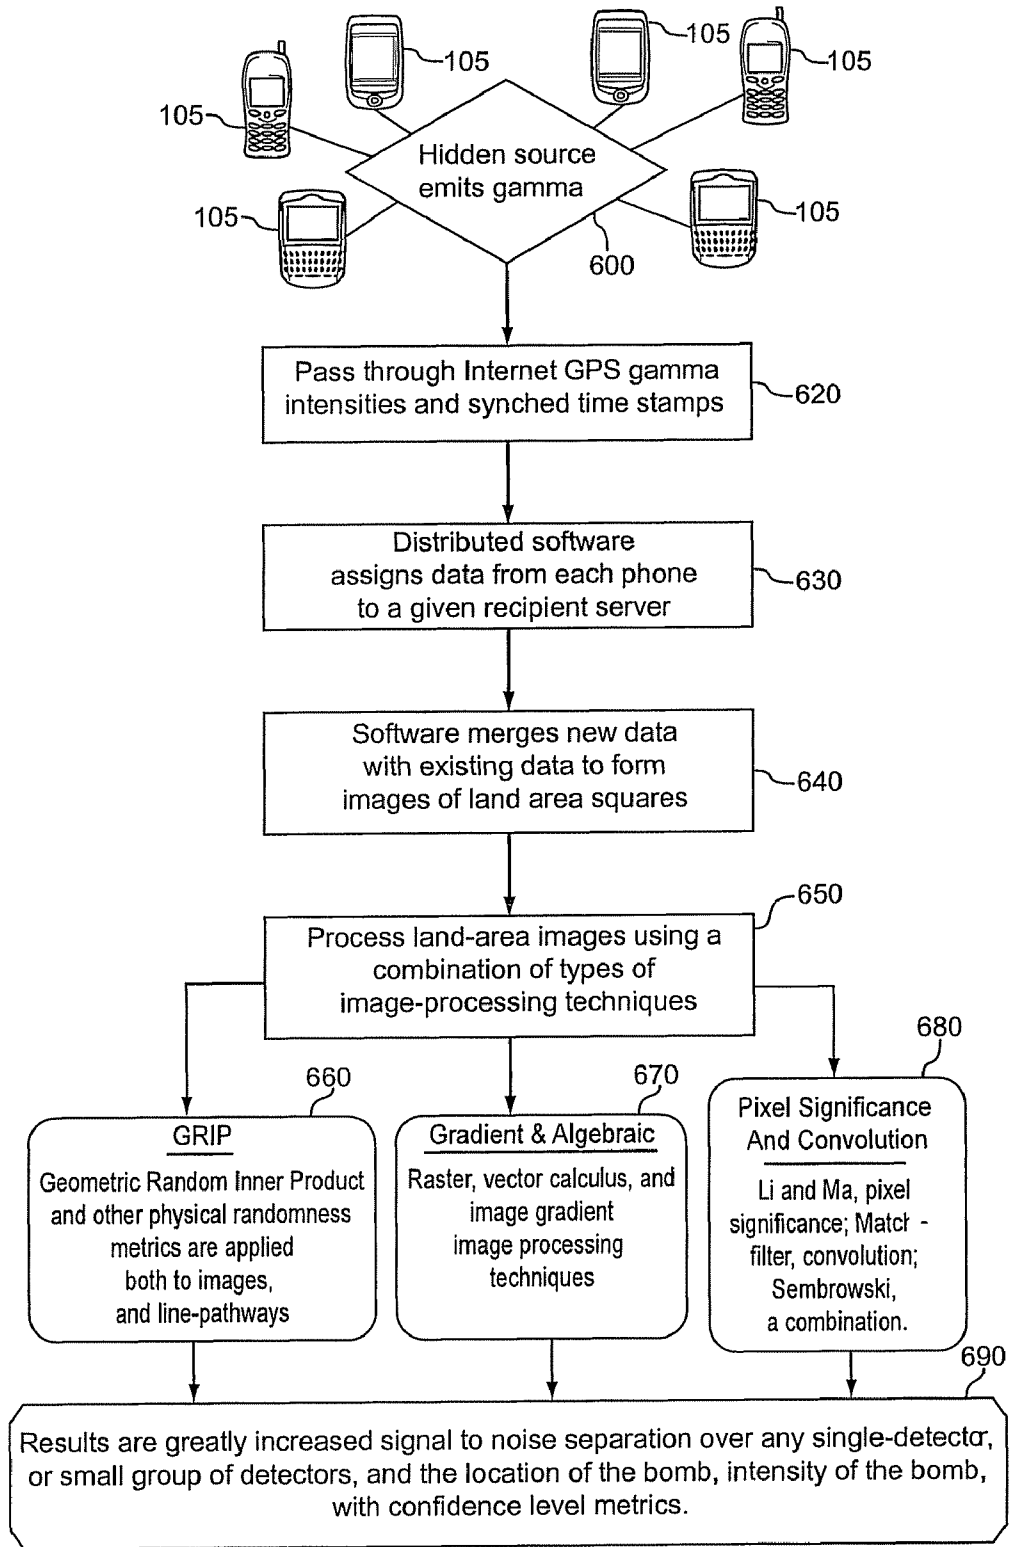 105
105
105
105
105
105
Hidden source
emits gamma
600
Pass through Internet GPS gamma
intensities and synched time stamps
620
Distributed software
assigns data from each phone
to a given recipient server
630
Software merges new data
with existing data to form
images of land area squares
640
650
Process land-area images using a
combination of types of
image-processing techniques
660
GRIP
Geometric Random Inner Product
and other physical randomness
metrics are applied
both to images,
and line-pathways
670
Gradient & Algebraic
Raster, vector calculus, and
image gradient
image processing
techniques
680
Pixel Significance
And Convolution
Li and Ma, pixel
significance; Match -
filter, convolution;
Sembrowski,
a combination.
690
Results are greatly increased signal to noise separation over any single-detector,
or small group of detectors, and the location of the bomb, intensity of the bomb,
with confidence level metrics.